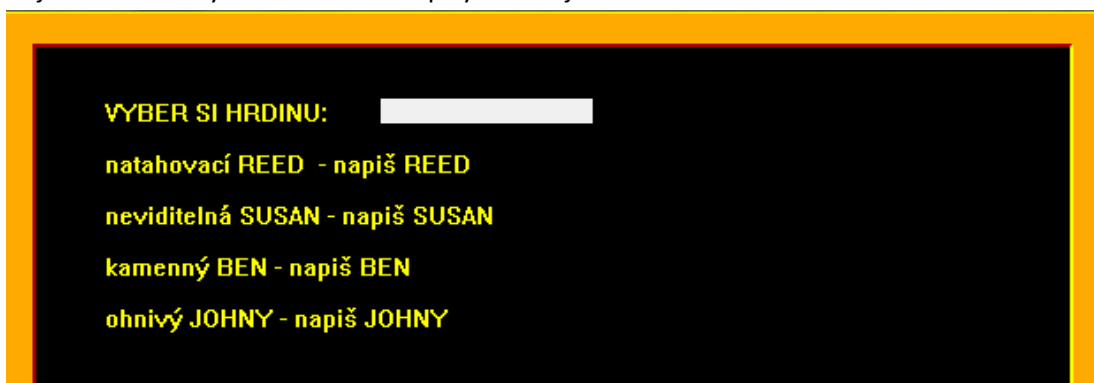 VYBER SI HRDINU:
natahovací REED - napiš REED
neviditelná SUSAN - napiš SUSAN
kamenný BEN - napiš BEN
ohnivý JOHNY - napiš JOHNY